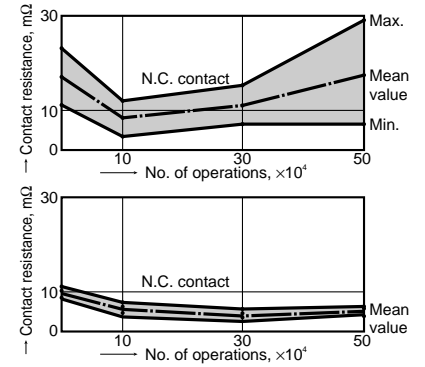 → Contact resistance, mΩ
30
10
0
N.C. contact
Max.
Mean
value
Min.
10
30
50
→ No. of operations, ×10⁴
→ Contact resistance, mΩ
30
10
0
N.C. contact
Mean
value
10
30
50
→ No. of operations, ×10⁴